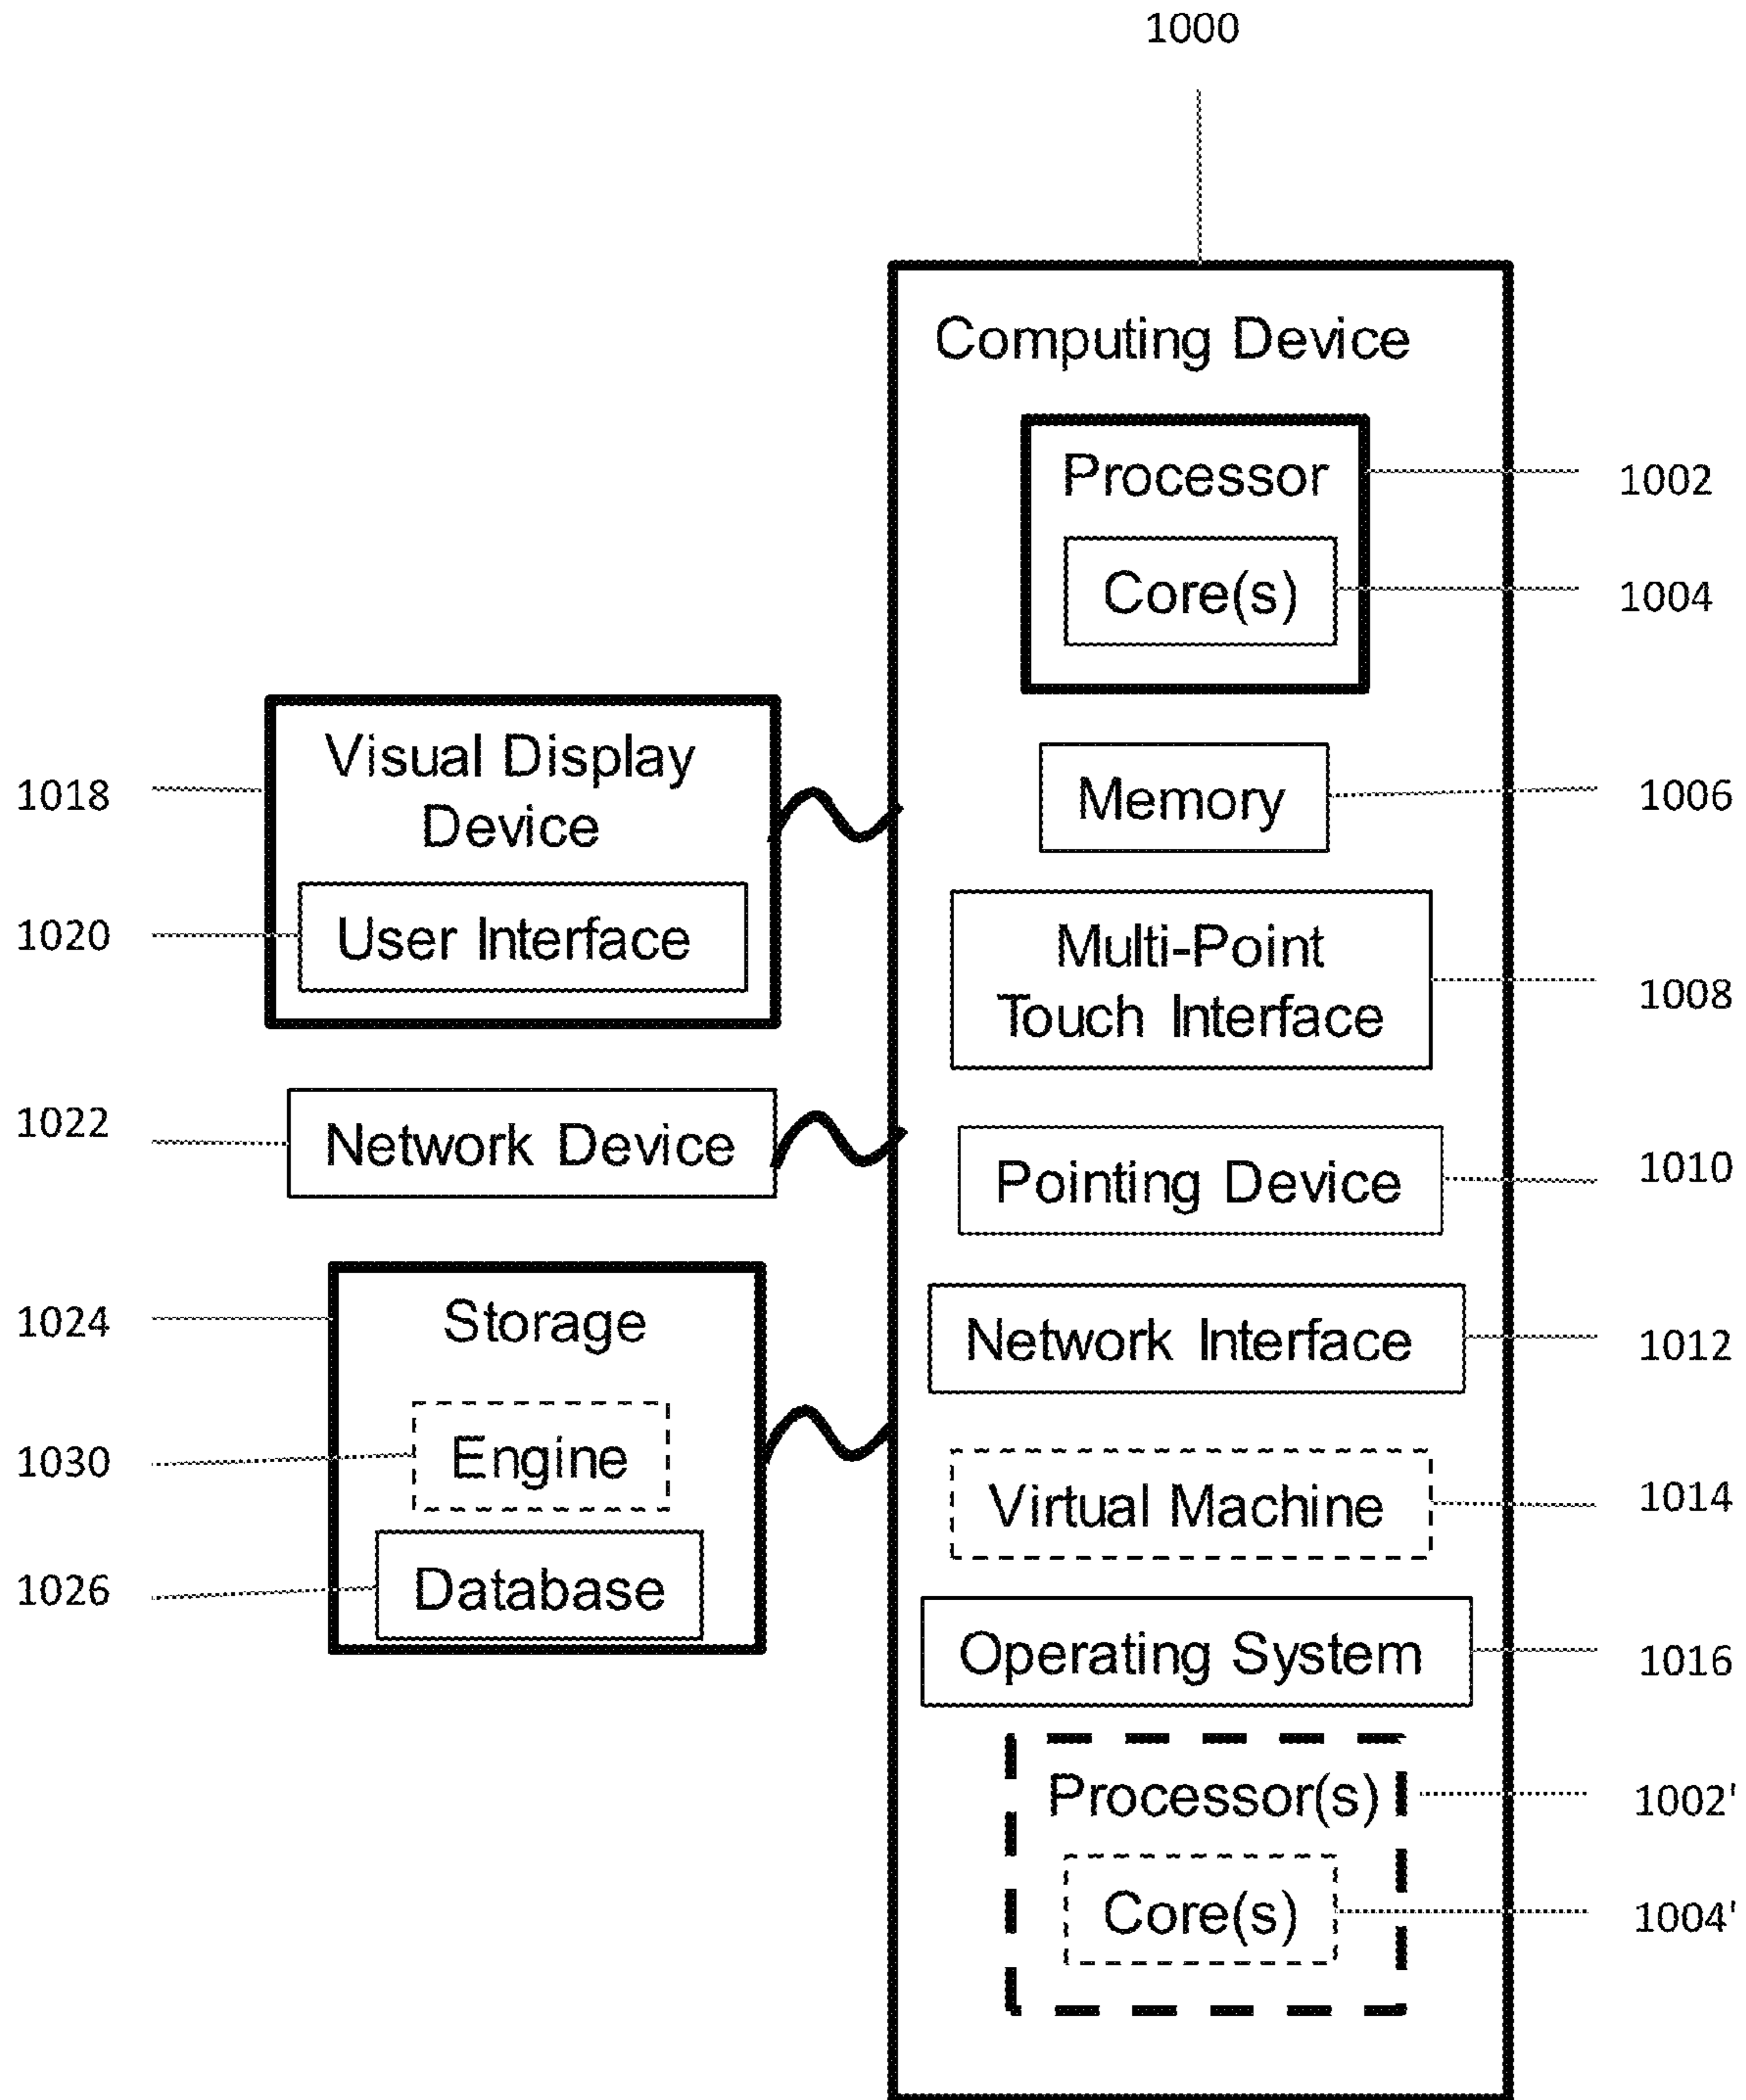 1000
Computing Device
Processor
1002
Core(s)
1004
Visual Display
Device
1018
User Interface
1020
Memory
1006
Multi-Point
Touch Interface
1008
1022
Network Device
Pointing Device
1010
1024
Storage
Network Interface
1012
1030
Engine
Virtual Machine
1014
1026
Database
Operating System
1016
Processor(s)
1002'
Core(s)
1004'